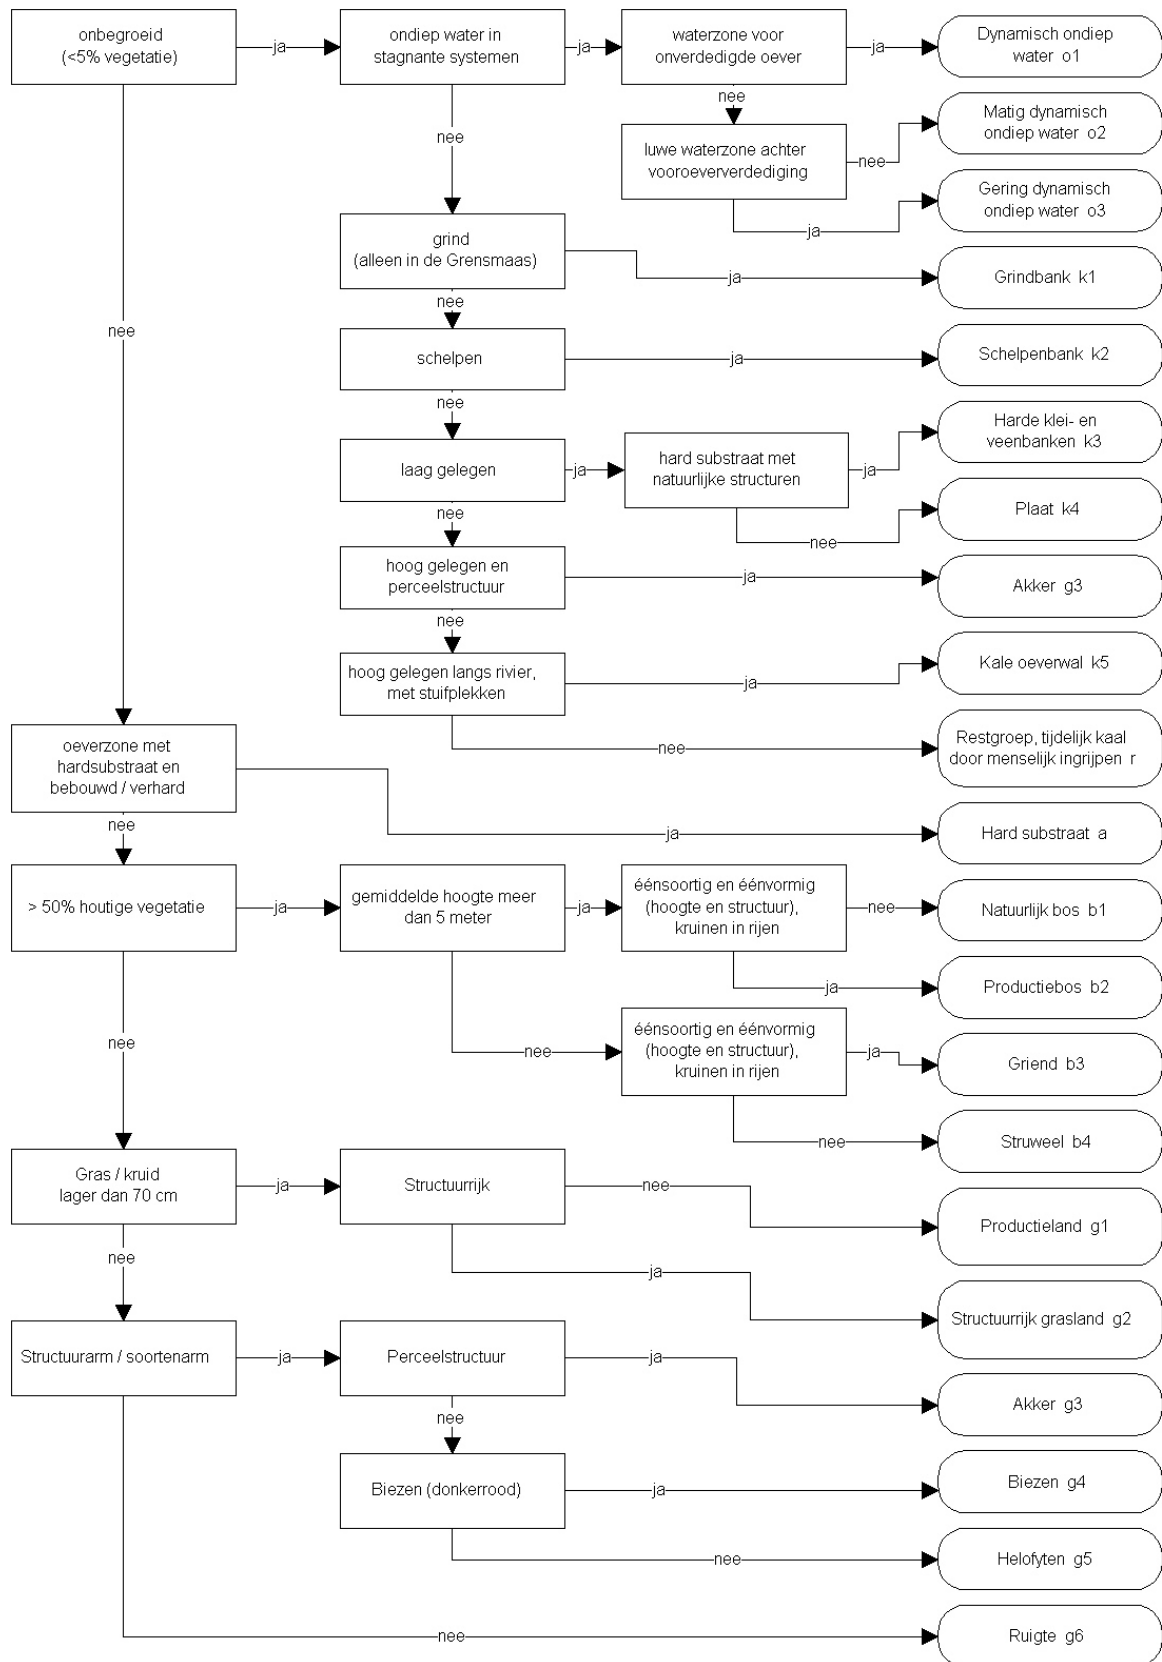 onbegroeid
(<5% vegetatie)
ja
ondiep water in
stagnante systemen
ja
waterzone voor
onverdedigde oever
ja
Dynamisch ondiep
water o1
nee
nee
luwe waterzone achter
vooroeververdediging
nee
Matig dynamisch
ondiep water o2
ja
Gering dynamisch
ondiep water o3
grind
(alleen in de Grensmaas)
ja
Grindbank k1
nee
nee
schelpen
ja
Schelpenbank k2
nee
laag gelegen
ja
hard substraat met
natuurlijke structuren
ja
Harde klei- en
veenbanken k3
nee
Plaat k4
nee
hoog gelegen en
perceelstructuur
ja
Akker g3
nee
hoog gelegen langs rivier,
met stuifplekken
ja
Kale oeverwal k5
nee
Restgroep, tijdelijk kaal
door menselijk ingrijpen r
oeverzone met
hardsubstraat en
bebouwd / verhard
ja
Hard substraat a
nee
> 50% houtige vegetatie
ja
gemiddelde hoogte meer
dan 5 meter
ja
éénsoortig en éénvormig
(hoogte en structuur),
kruinen in rijen
nee
Natuurlijk bos b1
ja
Productiebos b2
nee
nee
éénsoortig en éénvormig
(hoogte en structuur),
kruinen in rijen
ja
Griend b3
nee
Struweel b4
Gras / kruid
lager dan 70 cm
ja
Structuurrijk
nee
Productieland g1
nee
ja
Structuurrijk grasland g2
Structuurarm / soortenarm
ja
Perceelstructuur
ja
Akker g3
nee
Biezen (donkerrood)
ja
Biezen g4
nee
Helofyten g5
nee
Ruigte g6